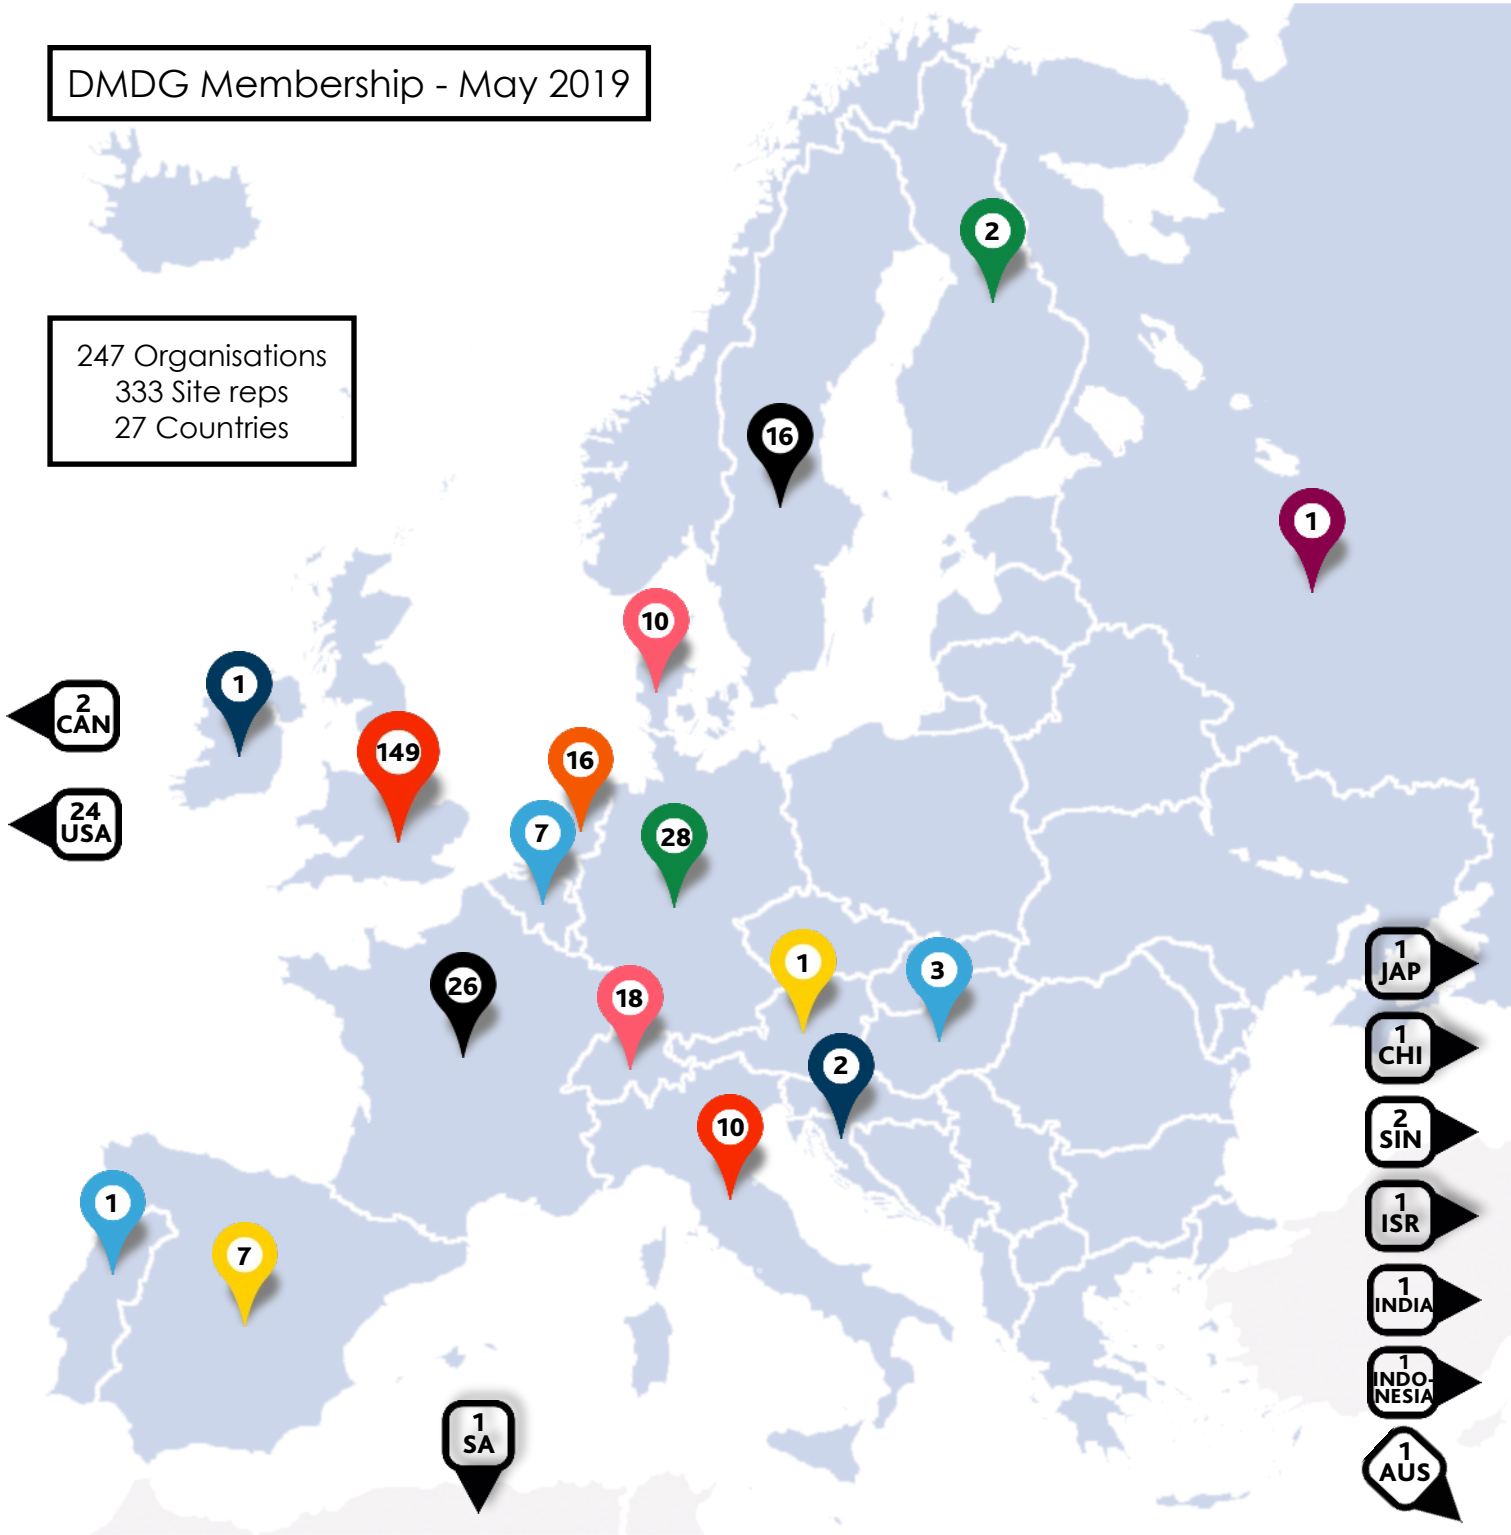 DMDG Membership - May 2019
247 Organisations
333 Site reps
27 Countries
2
16
1
10
1
2
CAN
149
16
24
USA
7
28
1
3
26
18
1
JAP
1
CHI
2
10
2
SIN
1
1
ISR
7
1
INDIA
1
INDO-
NESIA
1
SA
1
AUS